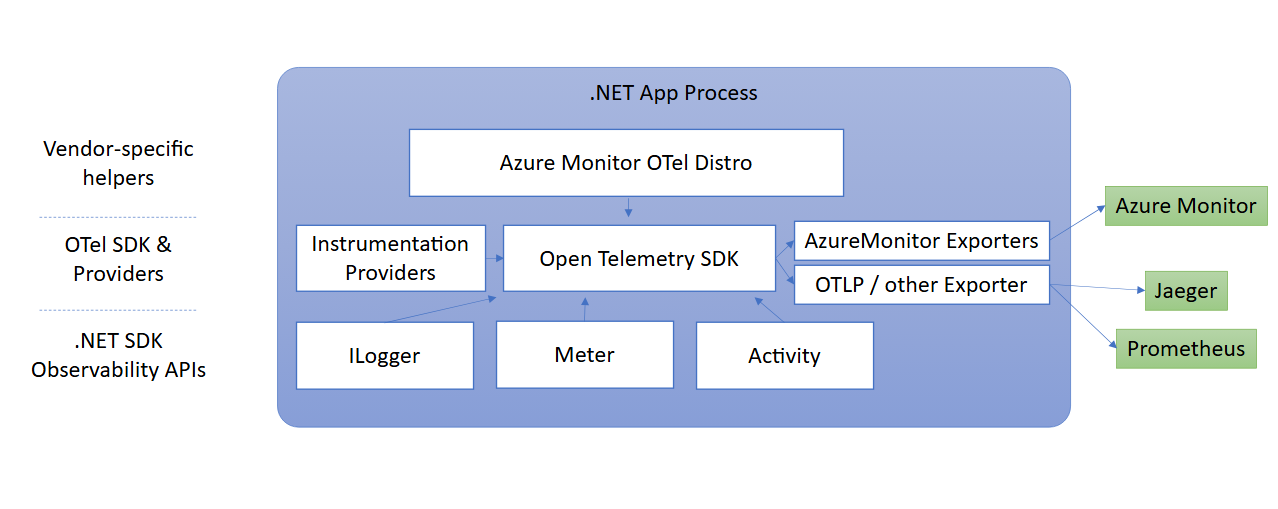 .NET App Process
Vendor-specific
helpers
Azure Monitor OTel Distro
OTel SDK &
Providers
Instrumentation
Providers
Open Telemetry SDK
AzureMonitor Exporters
OTLP / other Exporter
Azure Monitor
Jaeger
Prometheus
.NET SDK
Observability APIs
ILogger
Meter
Activity